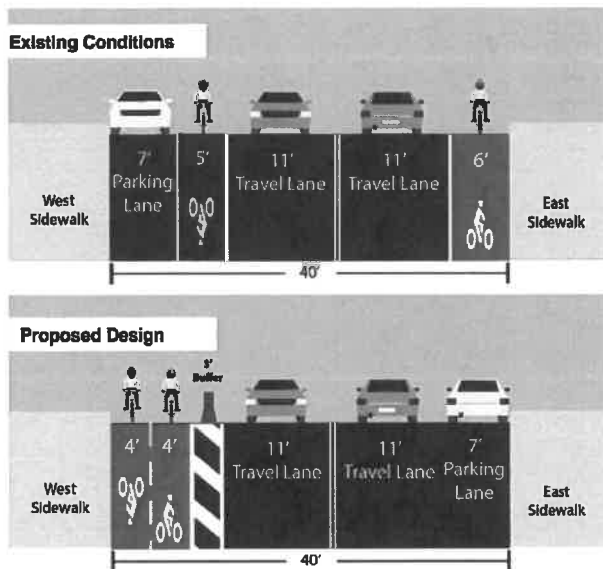 Existing Conditions
7'
Parking
Lane
5'
11'
Travel Lane
11'
Travel Lane
6'
West
Sidewalk
East
Sidewalk
40'
Proposed Design
3'
Buffer
4'
4'
11'
Travel Lane
11'
Travel Lane
7'
Parking
Lane
West
Sidewalk
East
Sidewalk
40'